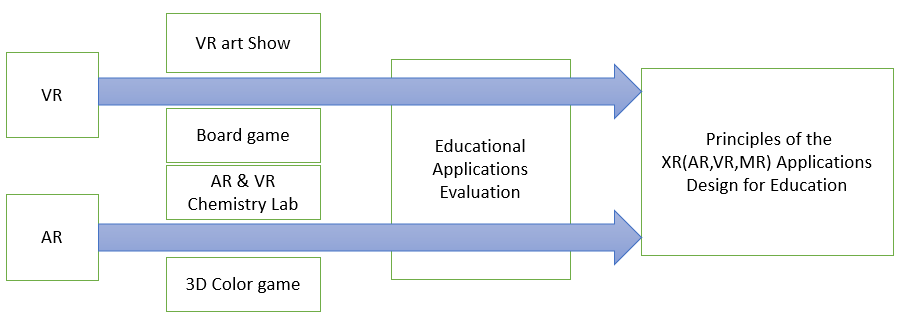 VR art Show
VR
Board game
AR & VR
Chemistry Lab
AR
3D Color game
Educational
Applications
Evaluation
Principles of the
XR(AR,VR,MR) Applications
Design for Education